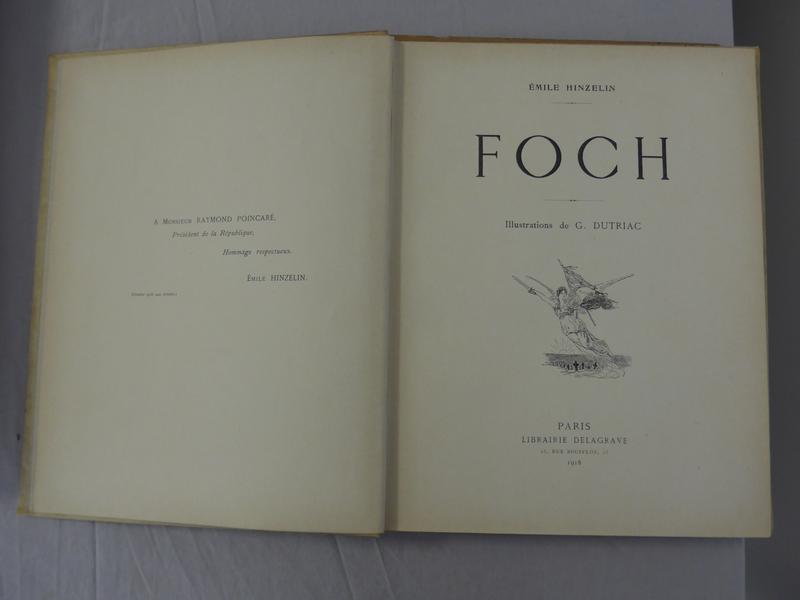 A MONSIEUR RAYMOND POINCARÉ,
Président de la République,
Hommage respectueux.
ÉMILE HINZELIN.
ÉMILE HINZELIN
FOCH
Illustrations de G. DUTRIAC
PARIS
LIBRAIRIE DELAGRAVE
15, RUE SOUFFLOT, 15
1918